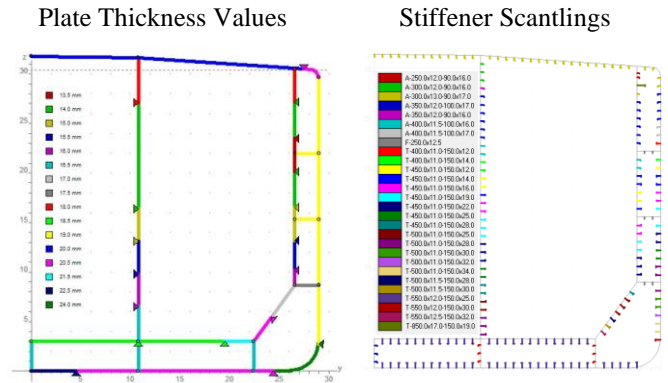 Plate Thickness Values
Stiffener Scantlings
z
30
25
20
15
10
5
5
10
15
20
25
30
y
13.5 mm
14.0 mm
15.0 mm
15.5 mm
16.0 mm
16.5 mm
17.0 mm
17.5 mm
18.0 mm
18.5 mm
19.0 mm
20.0 mm
20.5 mm
21.5 mm
22.5 mm
24.0 mm
A-250.0x12.0-90.0x16.0
A-300.0x12.0-90.0x16.0
A-300.0x13.0-90.0x17.0
A-350.0x12.0-100.0x17.0
A-350.0x12.0-90.0x16.0
A-400.0x11.5-100.0x16.0
A-400.0x11.5-100.0x17.0
F-250.0x12.5
T-400.0x11.0-150.0x12.0
T-400.0x11.0-150.0x14.0
T-450.0x11.0-150.0x12.0
T-450.0x11.0-150.0x14.0
T-450.0x11.0-150.0x16.0
T-450.0x11.0-150.0x19.0
T-450.0x11.0-150.0x22.0
T-450.0x11.0-150.0x25.0
T-450.0x11.0-150.0x28.0
T-500.0x11.0-150.0x25.0
T-500.0x11.0-150.0x28.0
T-500.0x11.0-150.0x30.0
T-500.0x11.0-150.0x32.0
T-500.0x11.0-150.0x34.0
T-500.0x11.5-150.0x28.0
T-500.0x11.5-150.0x30.0
T-550.0x12.0-150.0x25.0
T-550.0x12.0-150.0x30.0
T-550.0x12.5-150.0x32.0
T-850.0x17.0-150.0x19.0